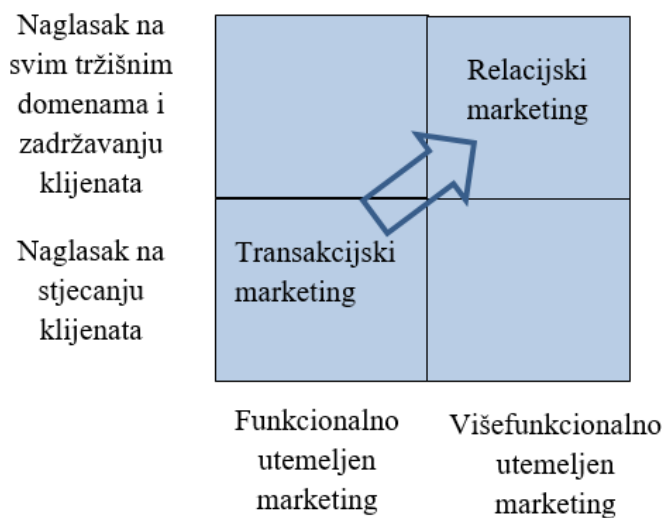 Naglasak na
svim tržišnim
domenama i
zadržavanju
klijenata
Relacijski
marketing
Naglasak na
stjecanju
klijenata
Transakcijski
marketing
Funkcionalno
utemeljen
marketing
Višefunkcionalno
utemeljen
marketing